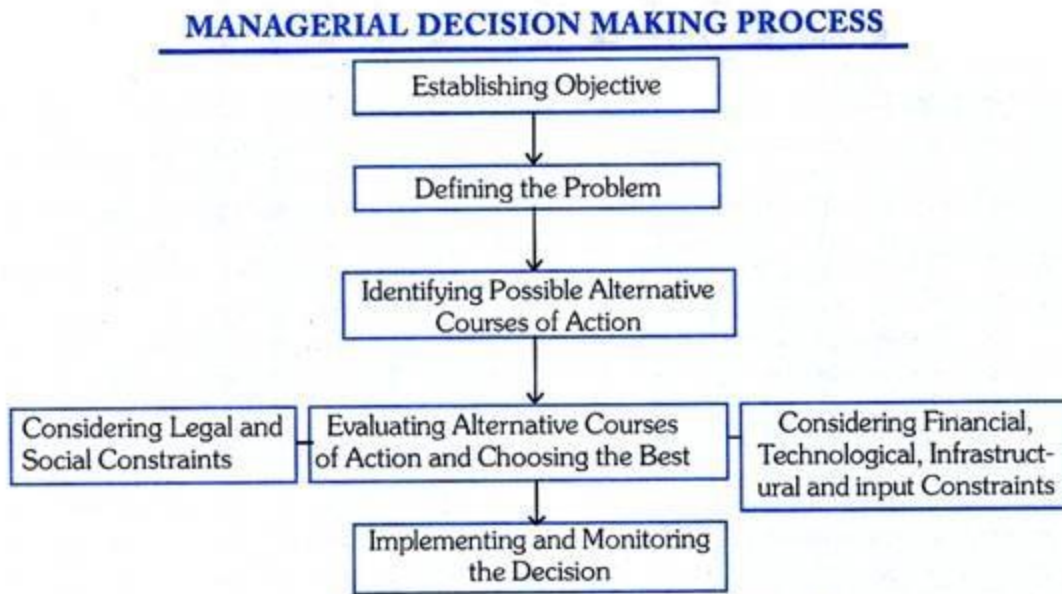 MANAGERIAL DECISION MAKING PROCESS
Establishing Objective
Defining the Problem
Identifying Possible Alternative
Courses of Action
Considering Legal and
Social Constraints
Evaluating Alternative Courses
of Action and Choosing the Best
Considering Financial,
Technological, Infrastruct-
ural and input Constraints
Implementing and Monitoring
the Decision